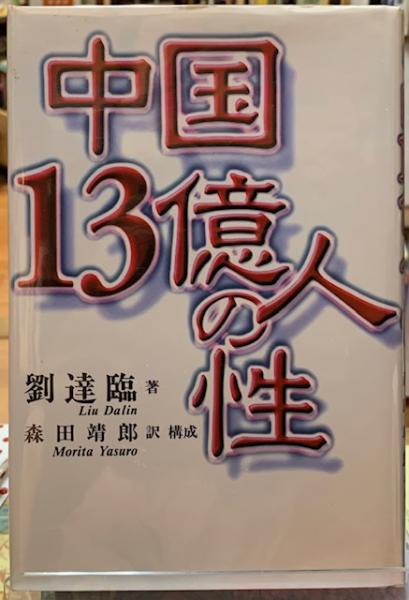 中国
13億人
の性
劉達臨 著
Liu Dalin
森田靖郎 訳 構成
Morita Yasuro